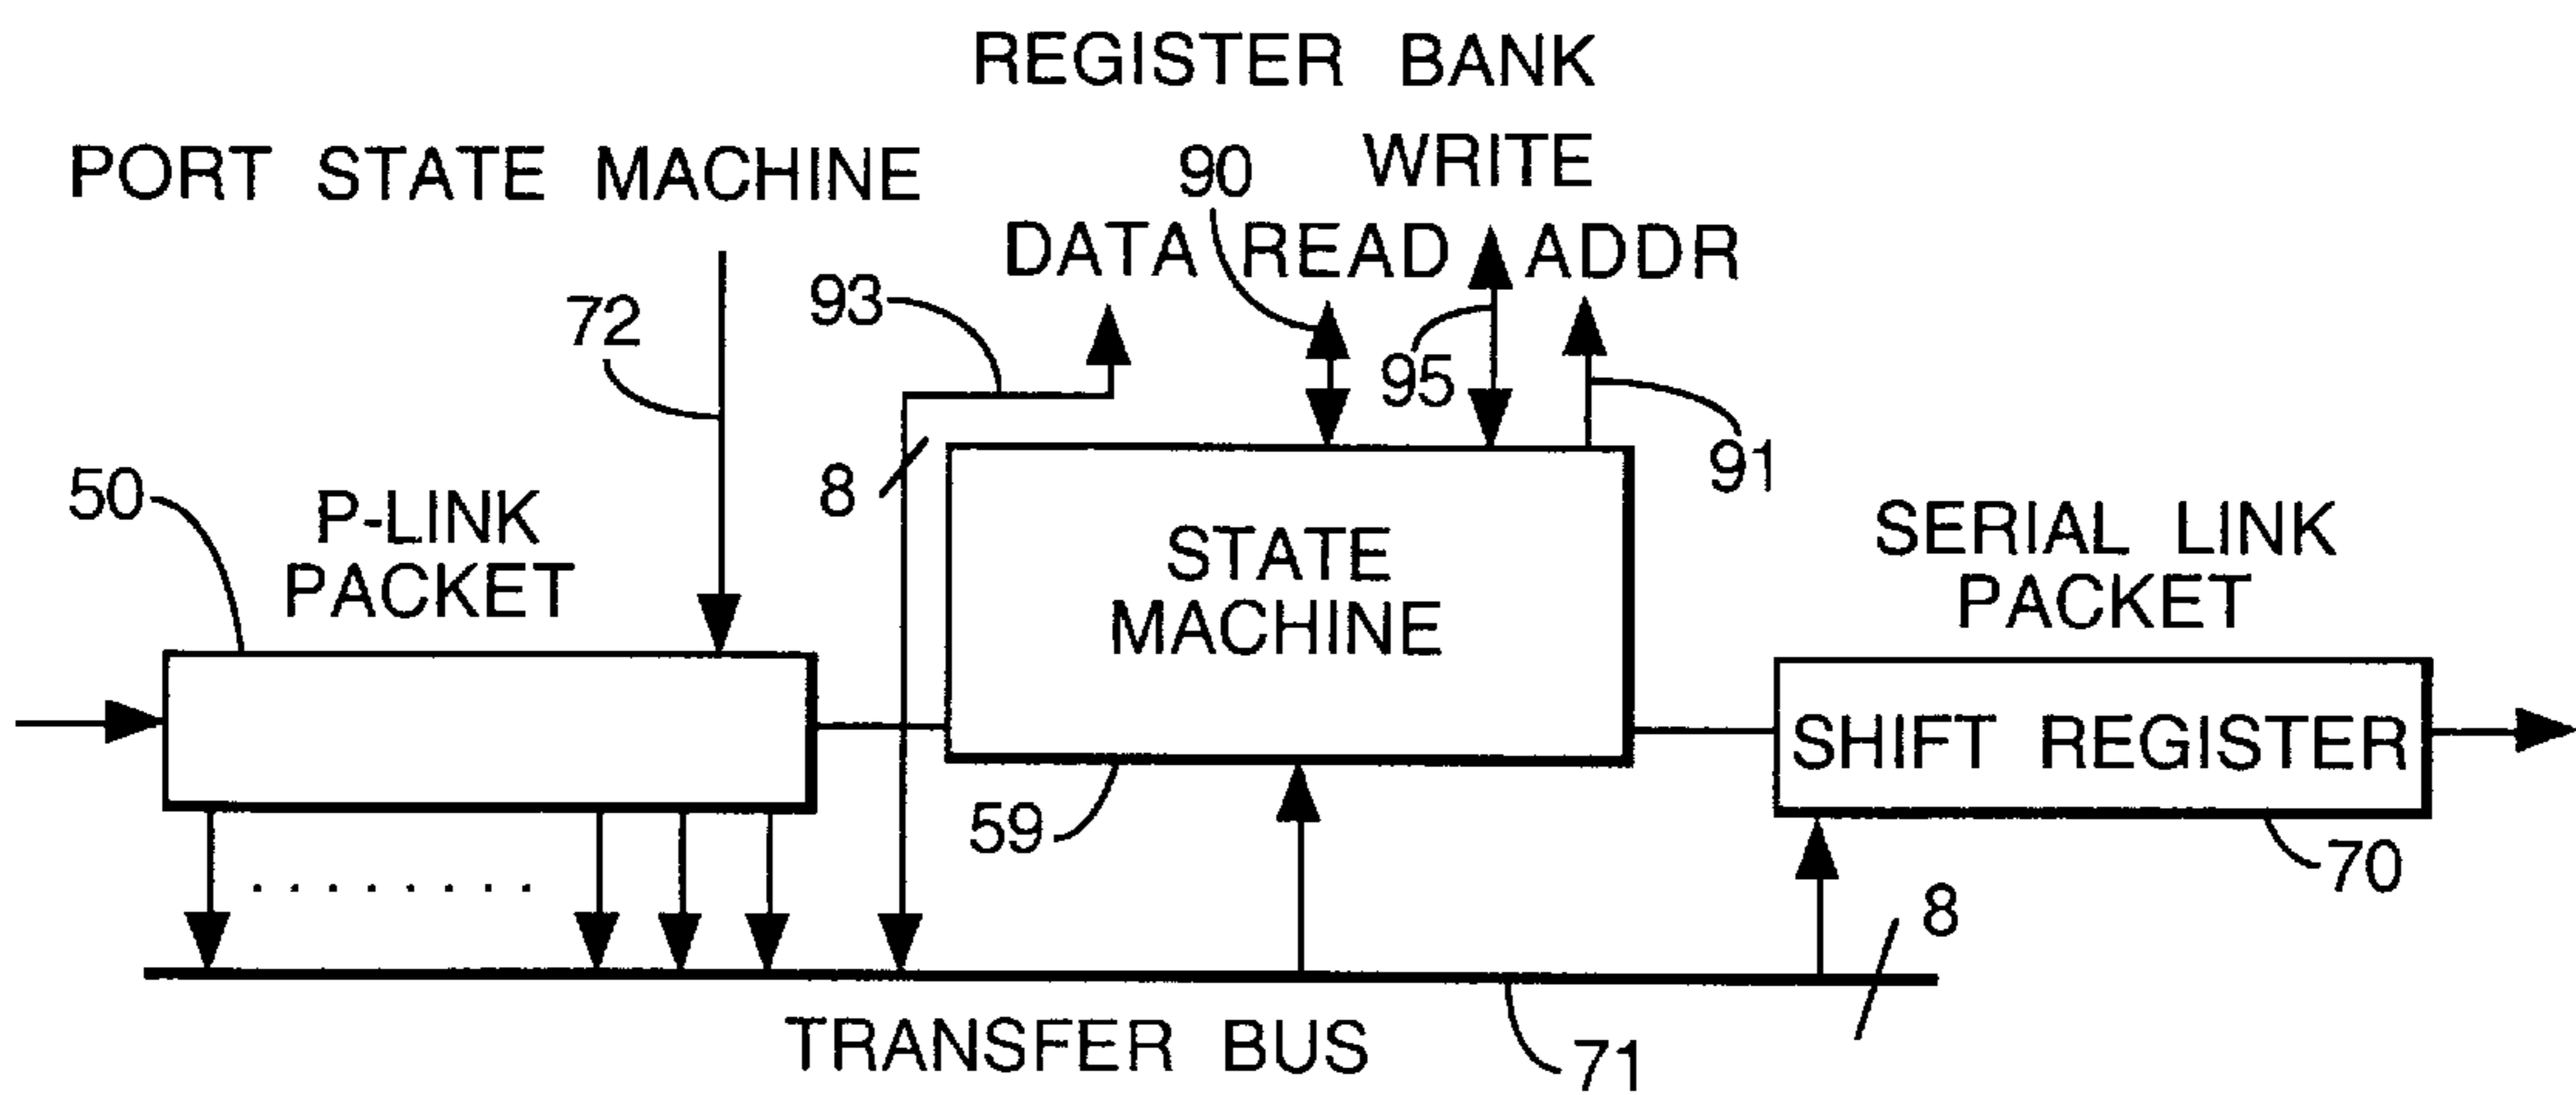 REGISTER BANK
PORT STATE MACHINE
90
WRITE
DATA READ ADDR
93
72
95
91
8
50
P-LINK
PACKET
STATE
MACHINE
SERIAL LINK
PACKET
SHIFT REGISTER
59
70
. . . . . . . .
8
TRANSFER BUS
71